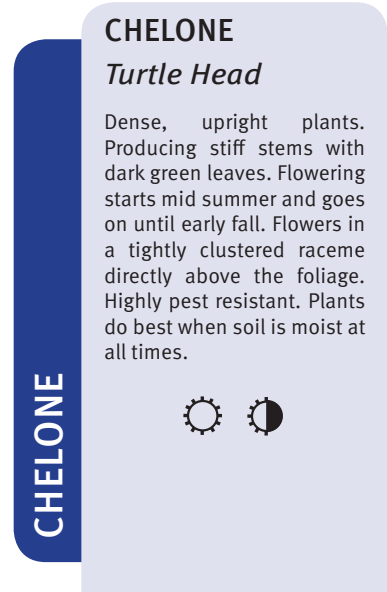 CHELONE
Turtle Head
Dense, upright plants.
Producing stiff stems with
dark green leaves. Flowering
starts mid summer and goes
on until early fall. Flowers in
a tightly clustered raceme
directly above the foliage.
Highly pest resistant. Plants
do best when soil is moist at
all times.
CHELONE